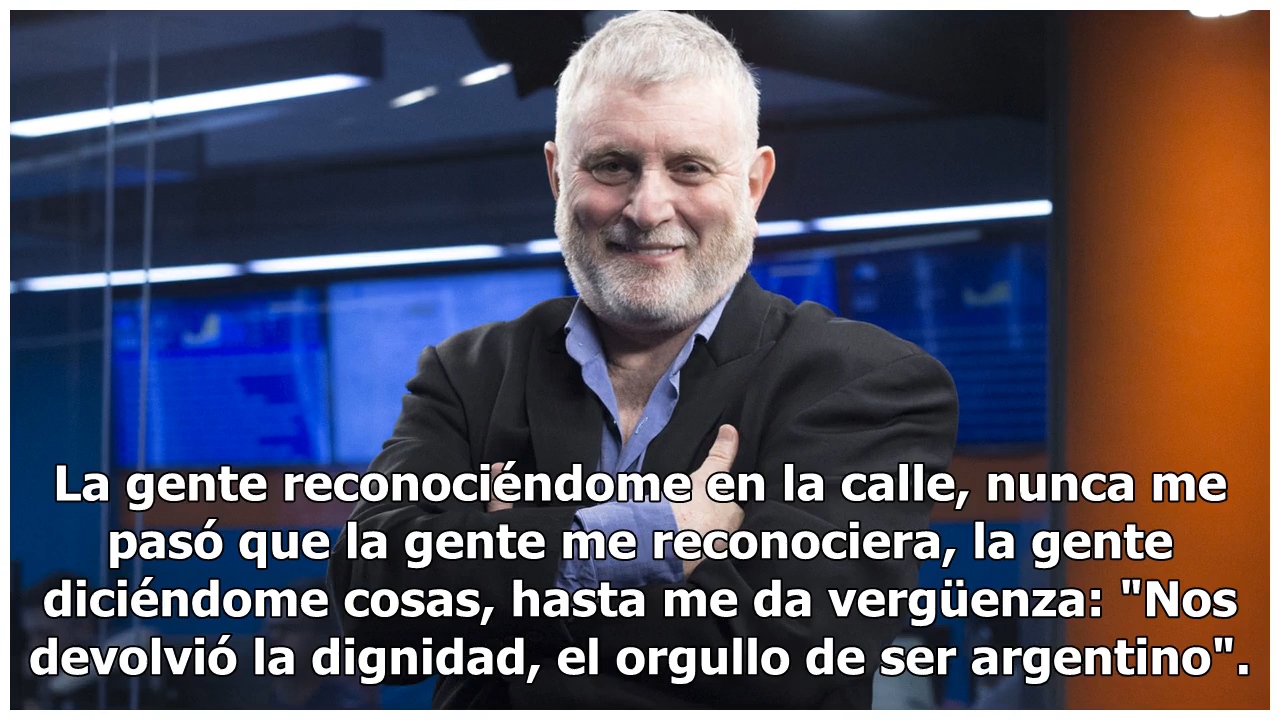 La gente reconociéndome en la calle, nunca me
pasó que la gente me reconociera, la gente
diciéndome cosas, hasta me da vergüenza: "Nos
devolvió la dignidad, el orgullo de ser argentino".